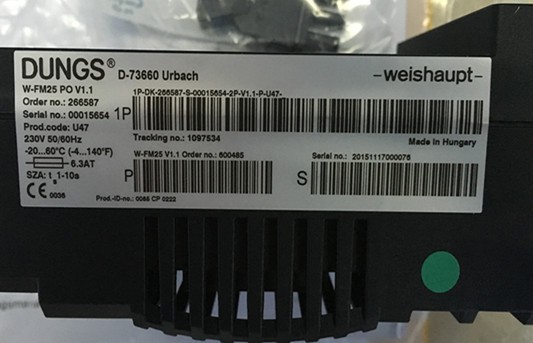 DUNGS® D-73660 Urbach
-weishaupt-
W-FM25 PO V1.1
1P-DK-266587-S-00015654-2P-V1.1-P-U47-
Order no.: 266587
Serial no.: 00015654 1P
Prod.code: U47
Tracking no.: 1097534
Made in Hungary
230V 50/60Hz
-20...60°C (-4...140°F)
W-FM25 V1.1 Order no.: 600485
Serial no.: 20151117000076
6.3AT
P
S
SZA: t_s 1-10s
CE 0036
Prod.-ID-no.: 0085 CP 0222